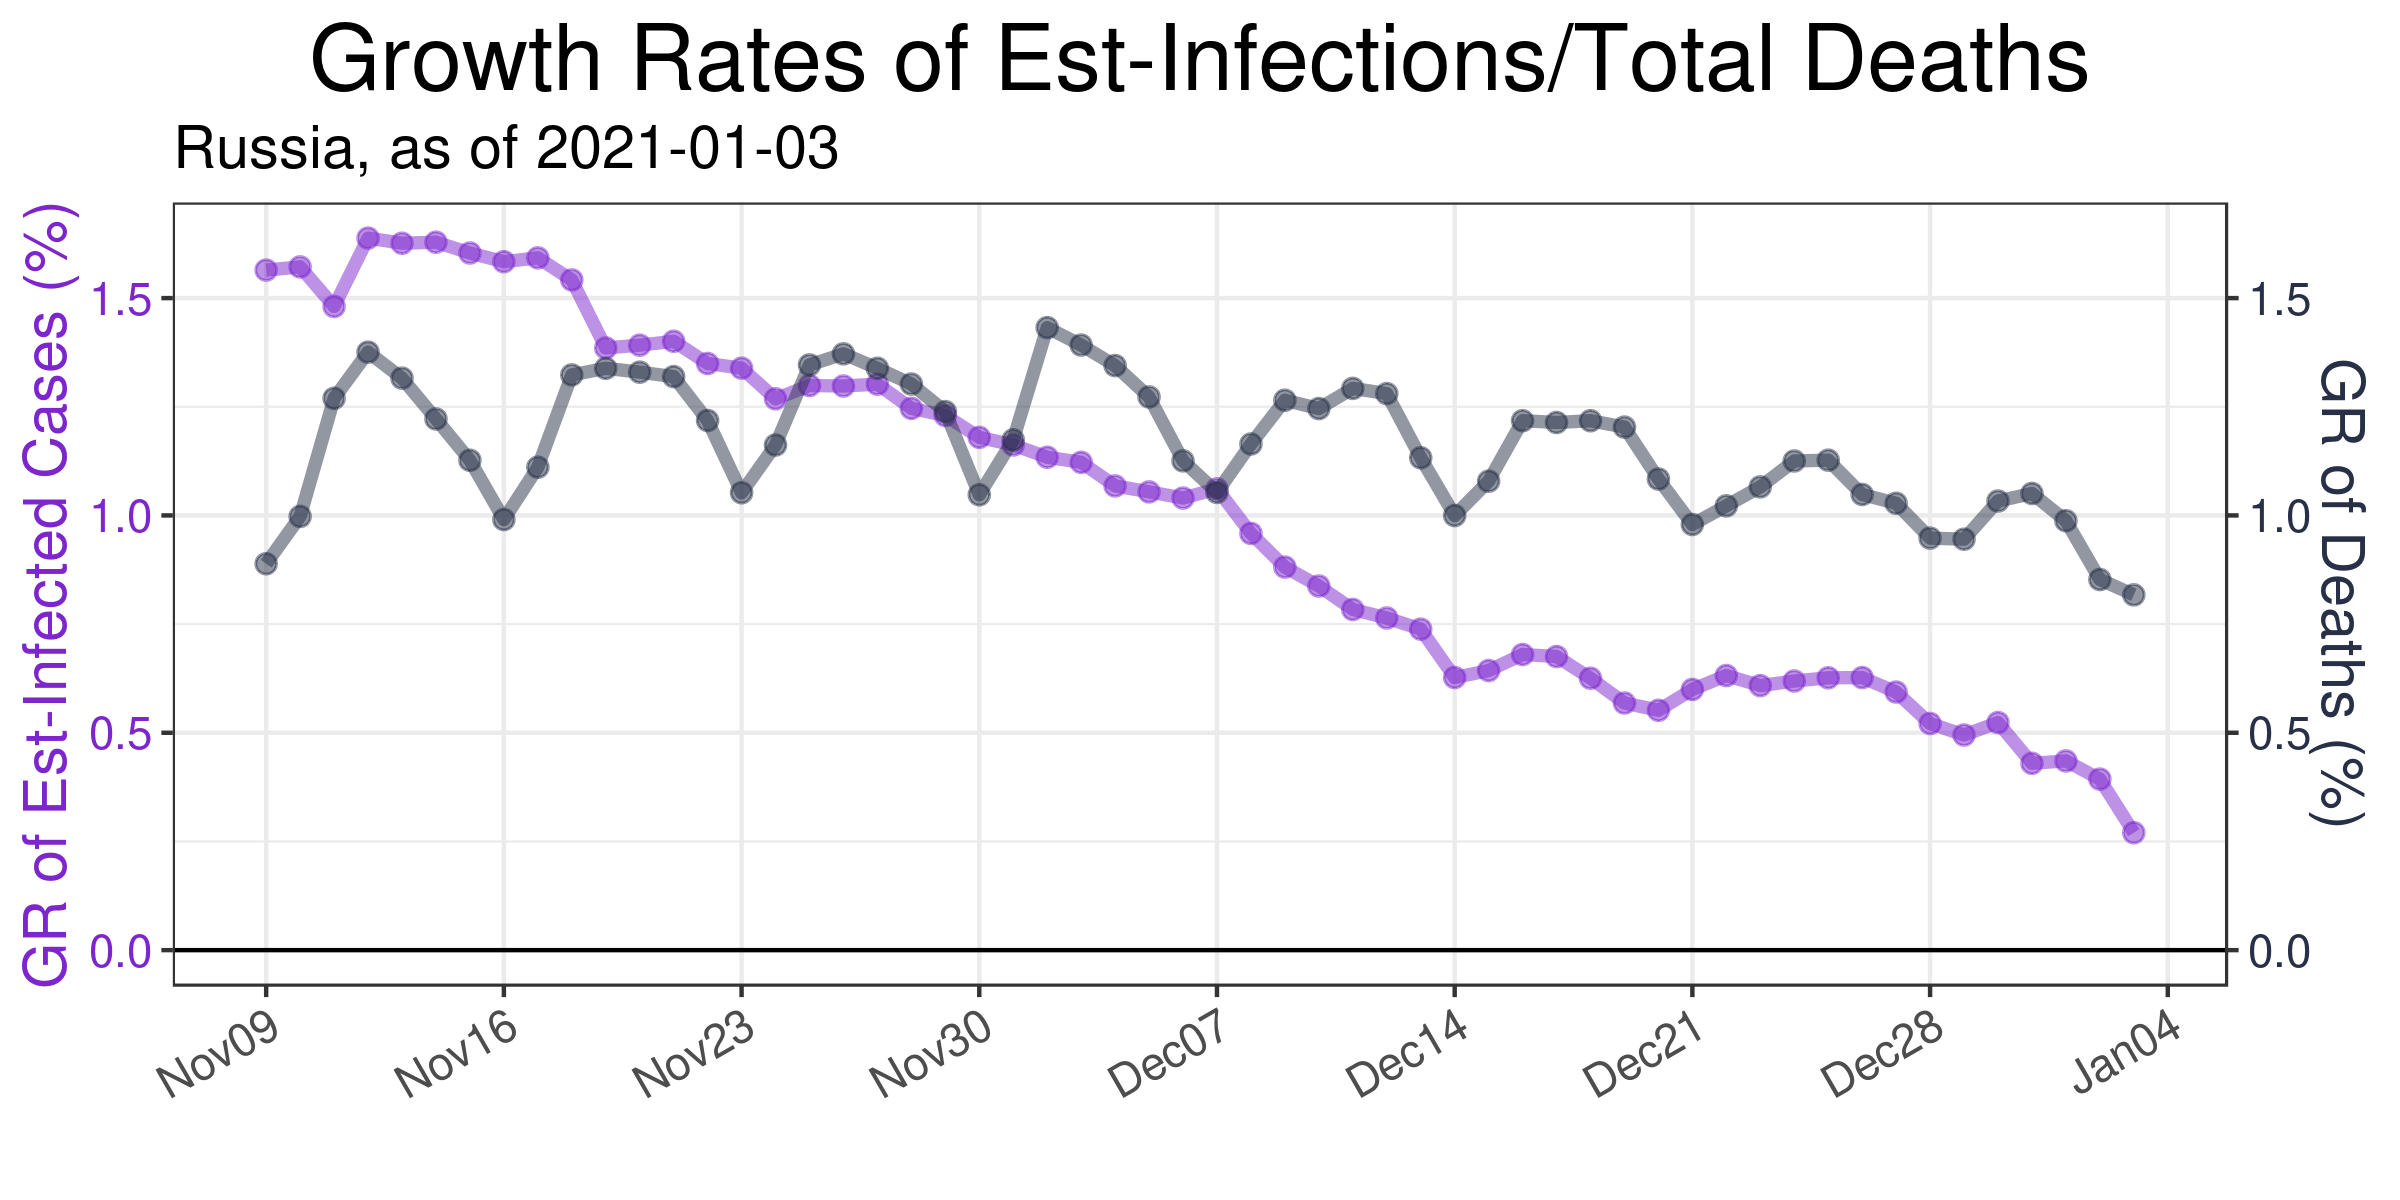 Growth Rates of Est-Infections/Total Deaths
Russia, as of 2021-01-03
GR of Est-Infected Cases (%)
1.5
1.0
0.5
0.0
1.5
1.0
0.5
0.0
GR of Deaths (%)
Nov09
Nov16
Nov23
Nov30
Dec07
Dec14
Dec21
Dec28
Jan04